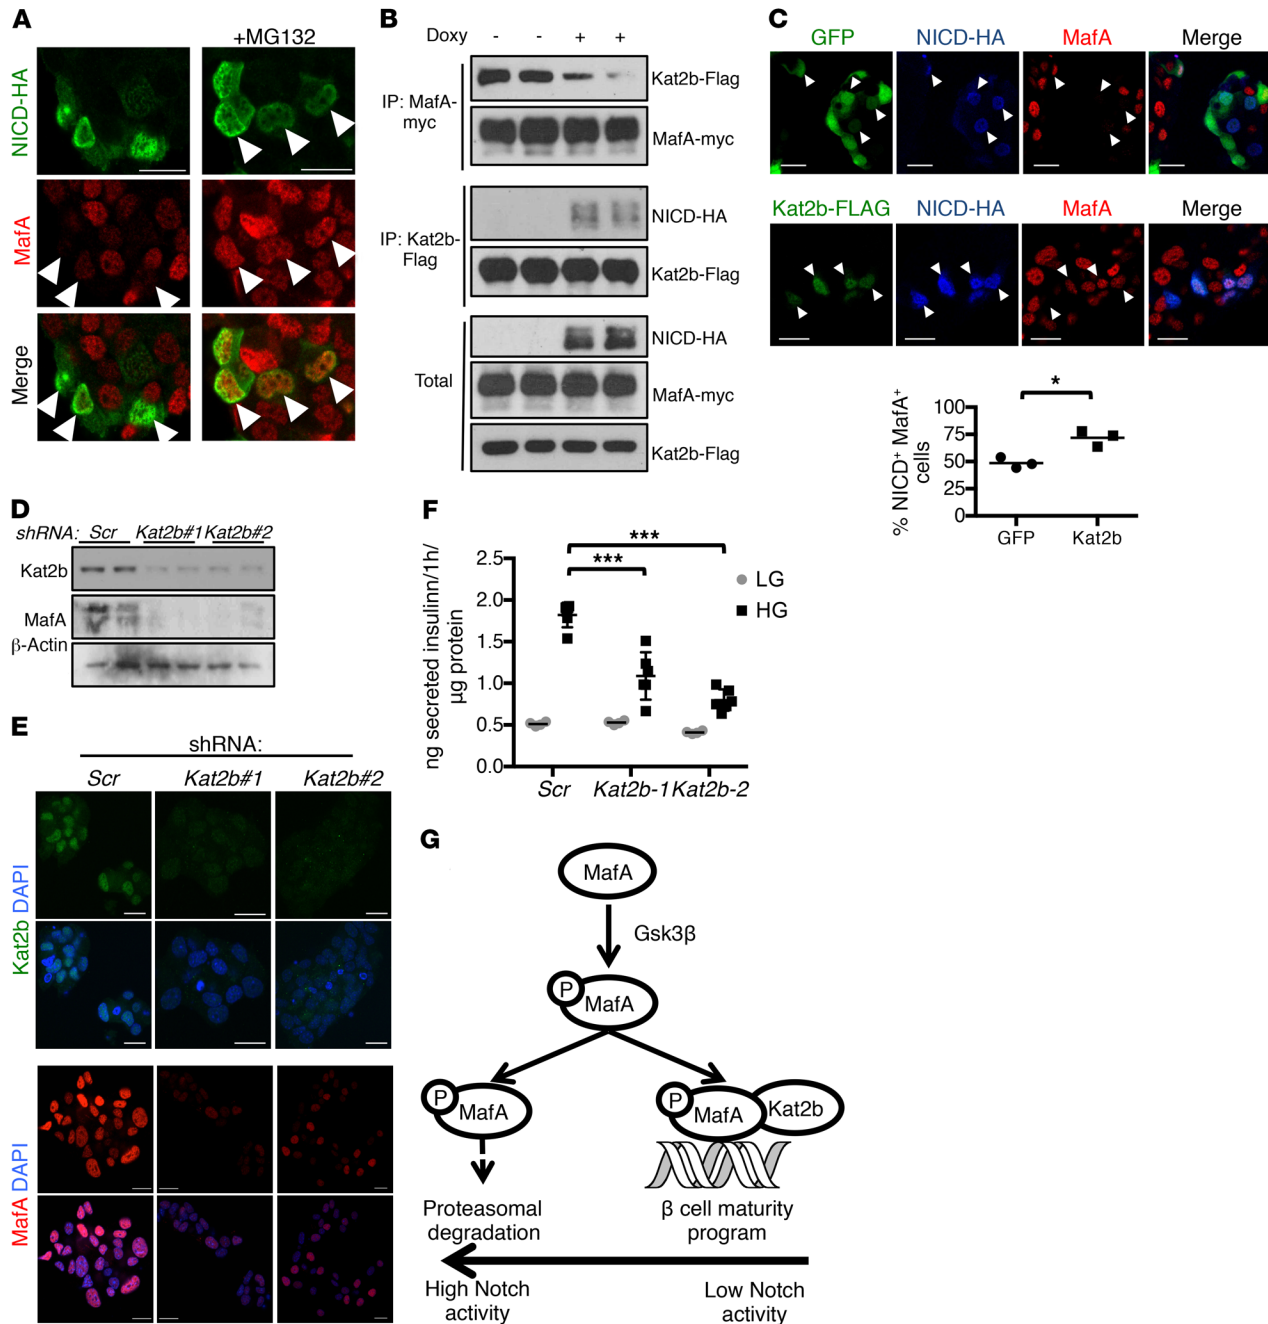 A
+MG132
NICD-HA
MafA
Merge
B
Doxy - - + +
IP: MafA-
myc
Kat2b-Flag
MafA-myc
IP: Kat2b-
Flag
NICD-HA
Kat2b-Flag
Total
NICD-HA
MafA-myc
Kat2b-Flag
C
GFP NICD-HA MafA Merge
Kat2b-FLAG NICD-HA MafA Merge
*
% NICD⁺ MafA⁺
cells
100
75
50
25
0
GFP Kat2b
D
shRNA: Scr Kat2b#1 Kat2b#2
Kat2b
MafA
β-Actin
E
shRNA:
Scr Kat2b#1 Kat2b#2
Kat2b DAPI
MafA DAPI
F
***
***
ng secreted insulinn/1h/
µg protein
2.5
2.0
1.5
1.0
0.5
0.0
LG
HG
Scr Kat2b-1 Kat2b-2
G
MafA
Gsk3β
P MafA
P MafA
P MafA Kat2b
Proteasomal
degradation
β cell maturity
program
High Notch
activity
Low Notch
activity